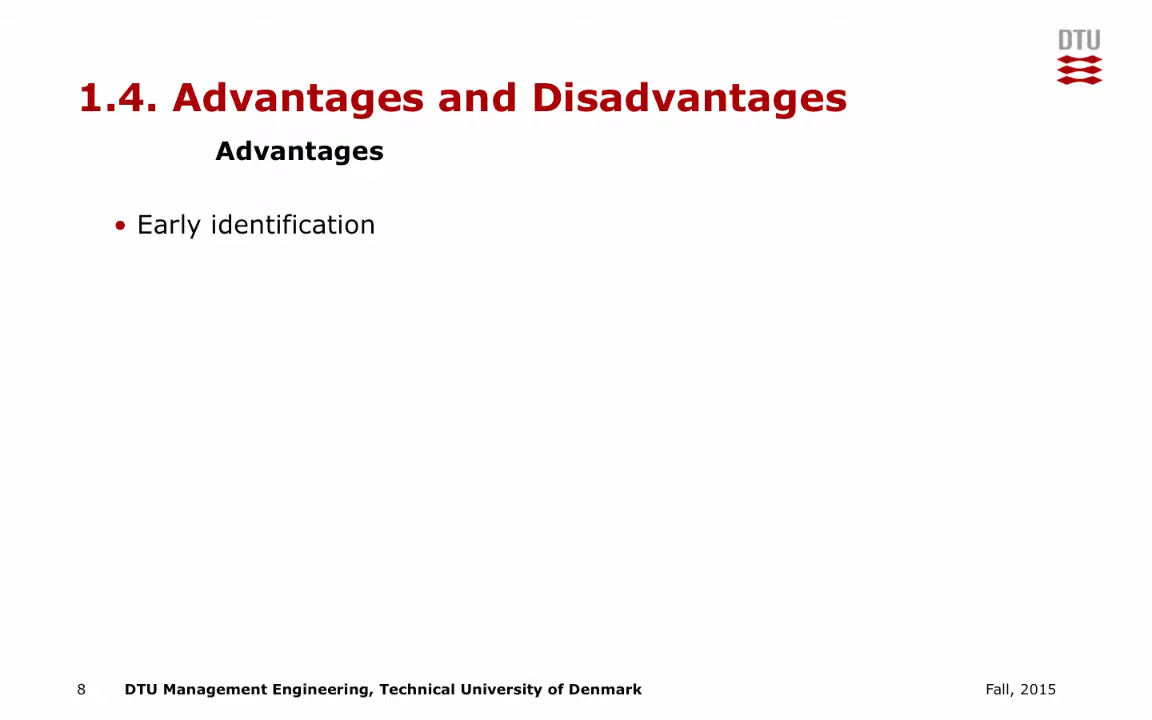 DTU
1.4. Advantages and Disadvantages
Advantages
• Early identification
8 DTU Management Engineering, Technical University of Denmark Fall, 2015